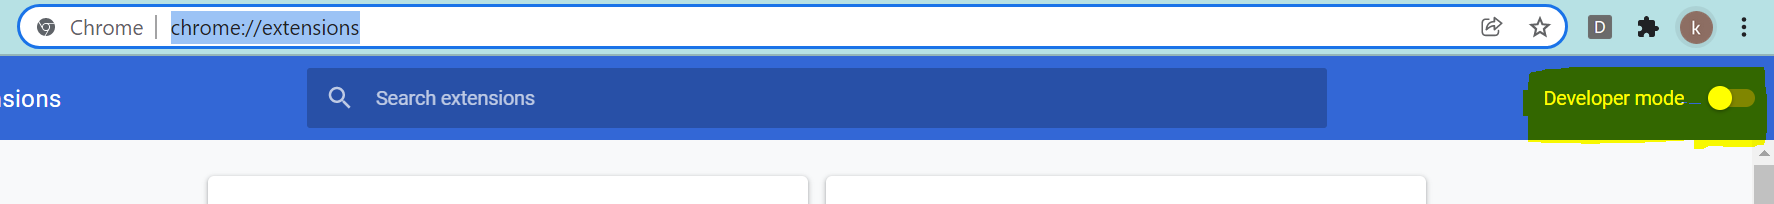 Chrome | chrome://extensions
D
k
sions
Search extensions
Developer mode